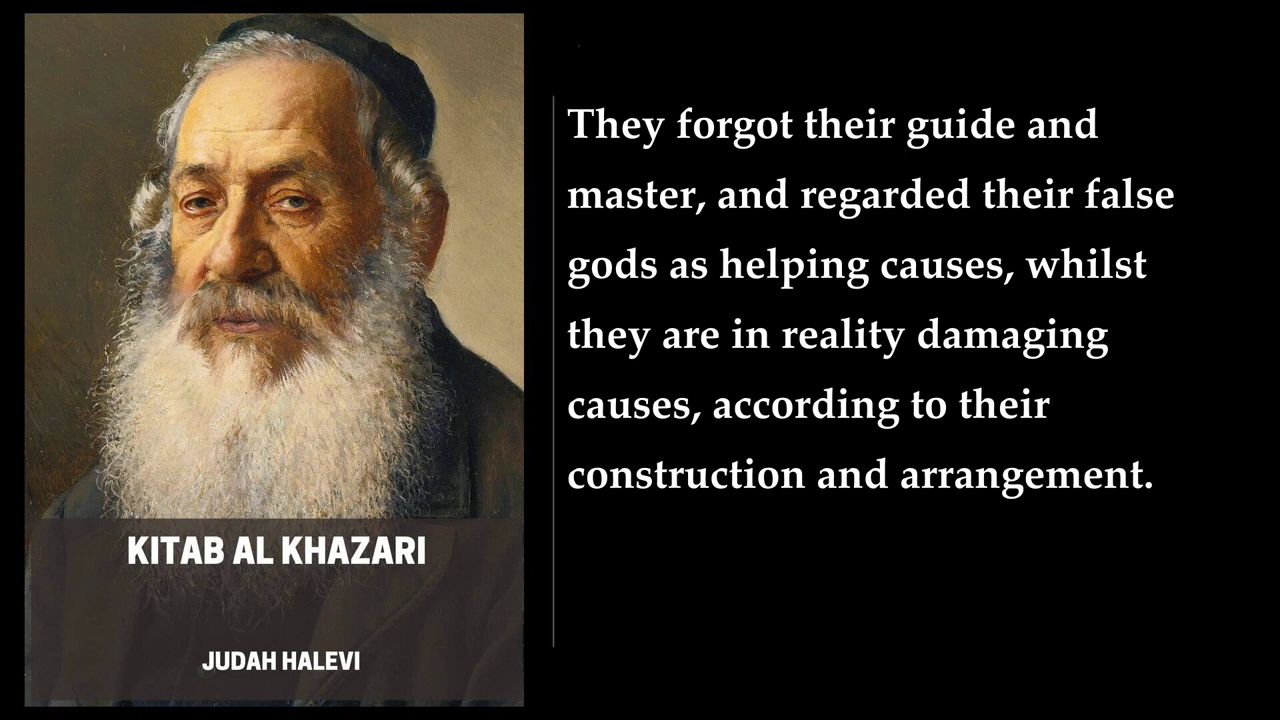 KITAB AL KHAZARI
JUDAH HALEVI
They forgot their guide and
master, and regarded their false
gods as helping causes, whilst
they are in reality damaging
causes, according to their
construction and arrangement.